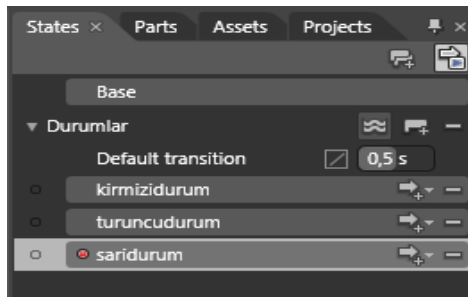 States × Parts Assets Projects
Base
Durumlar
Default transition 0,5 s
kirmizidurum
turuncudurum
saridurum